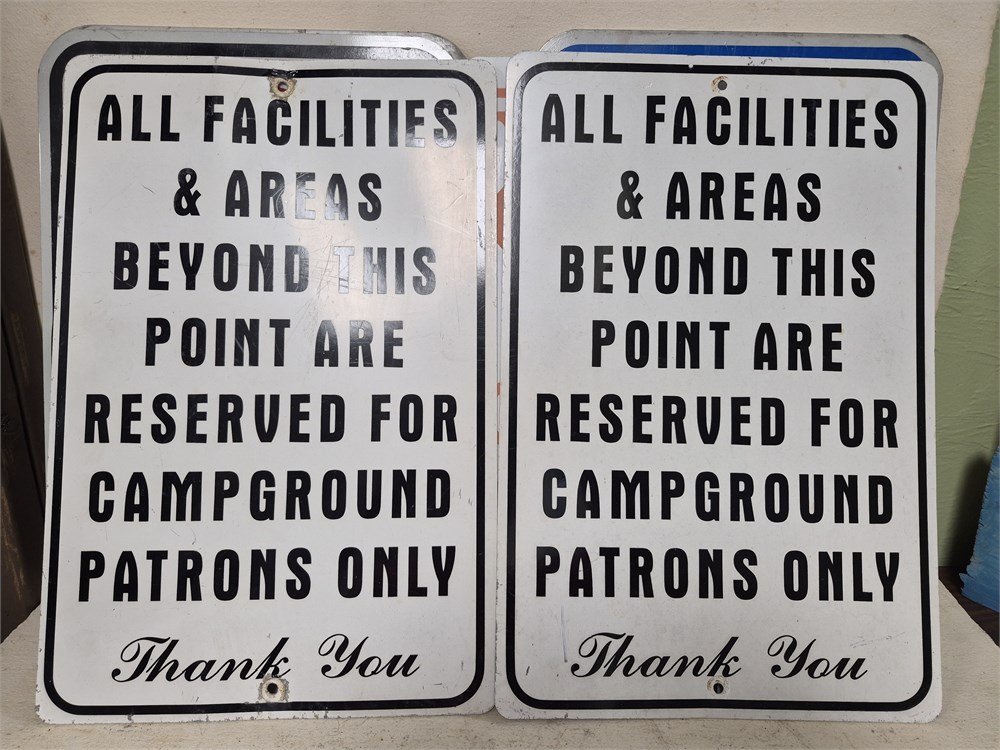 ALL FACILITIES
& AREAS
BEYOND THIS
POINT ARE
RESERVED FOR
CAMPGROUND
PATRONS ONLY
Thank You
ALL FACILITIES
& AREAS
BEYOND THIS
POINT ARE
RESERVED FOR
CAMPGROUND
PATRONS ONLY
Thank You